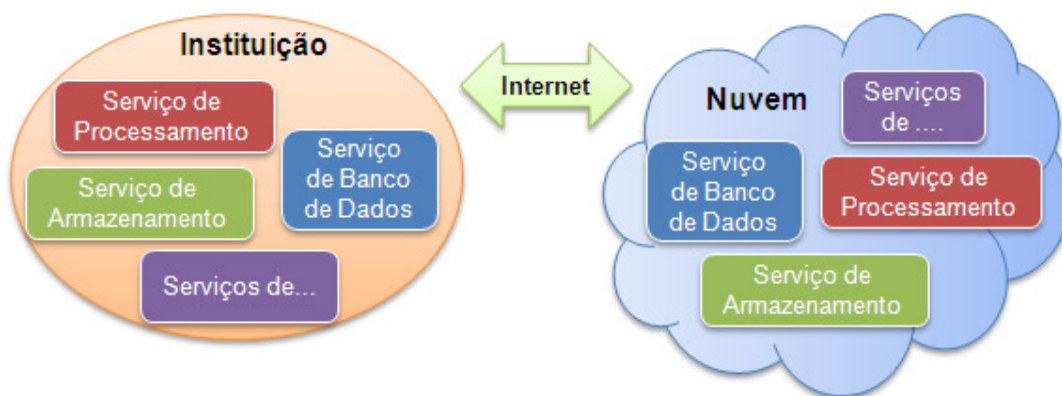 Instituição
Serviço de
Processamento
Serviço
de Banco
de Dados
Serviço de
Armazenamento
Serviços de...
Internet
Nuvem
Serviços
de ....
Serviço
de Banco
de Dados
Serviço de
Processamento
Serviço de
Armazenamento